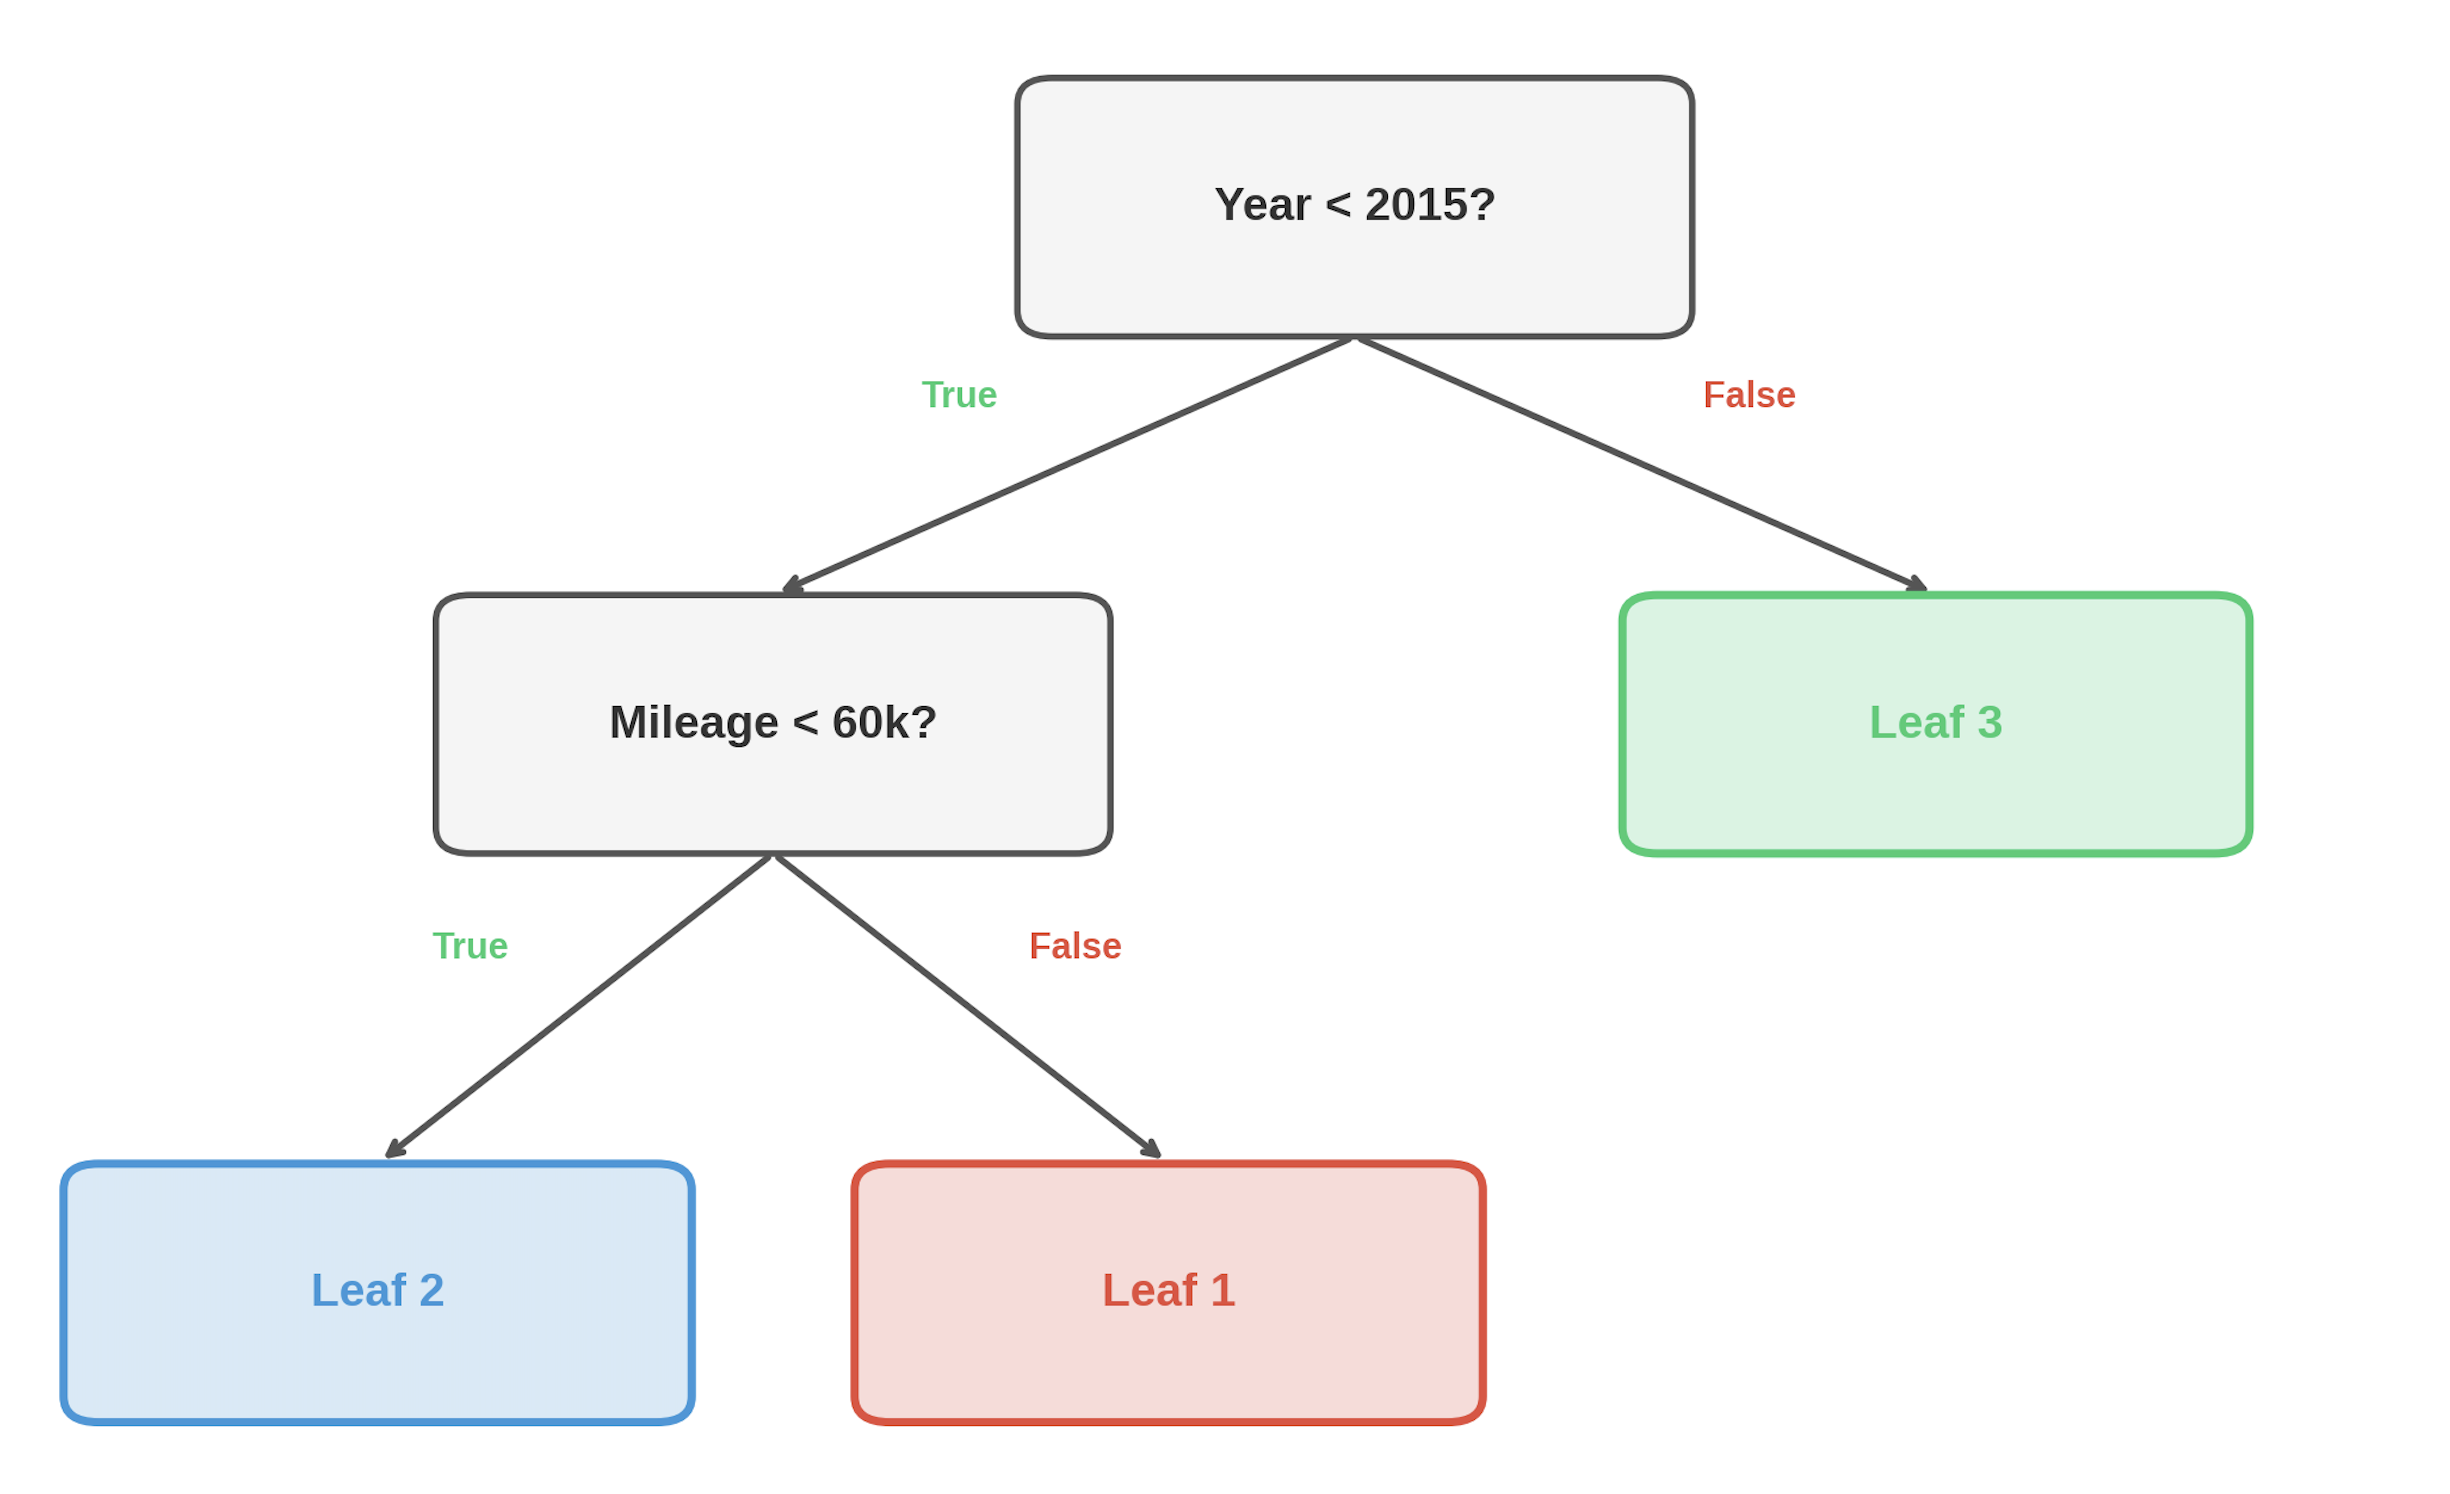 Year < 2015?
True
False
Mileage < 60k?
Leaf 3
True
False
Leaf 2
Leaf 1